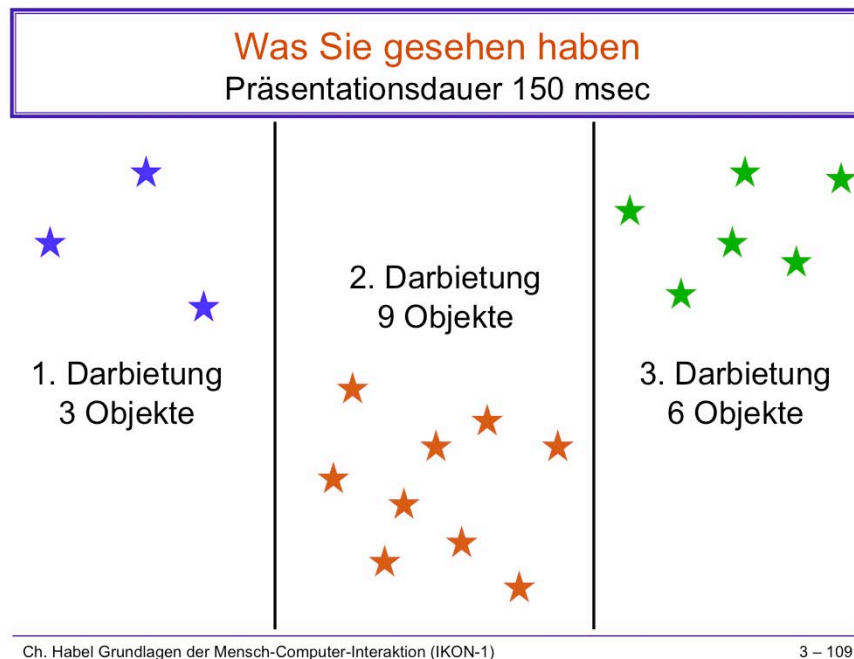 Was Sie gesehen haben
Präsentationsdauer 150 msec
1. Darbietung
3 Objekte
2. Darbietung
9 Objekte
3. Darbietung
6 Objekte
Ch. Habel Grundlagen der Mensch-Computer-Interaktion (IKON-1)
3 – 109